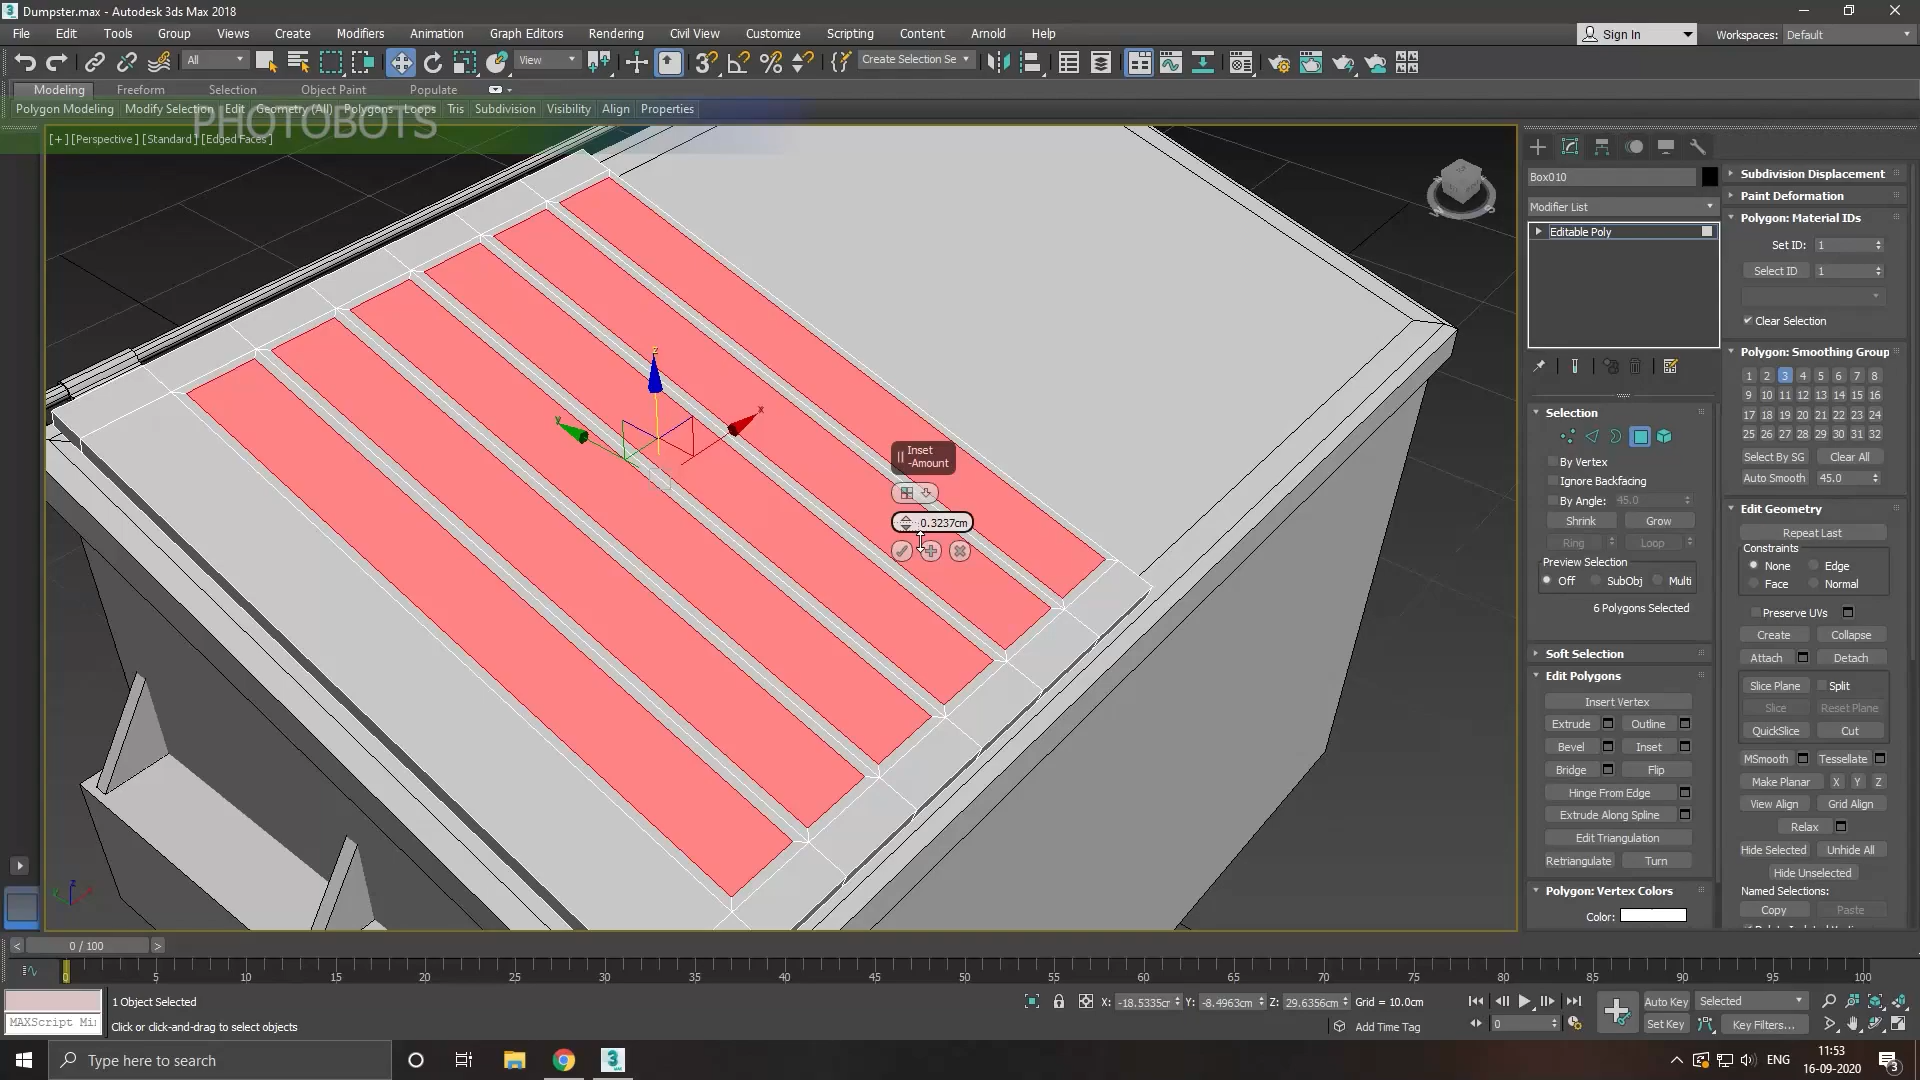 Dumpster.max - Autodesk 3ds Max 2018
File Edit Tools Group Views Create Modifiers Animation Graph Editors Rendering Civil View Customize Scripting Content Arnold Help
Sign In Workspaces: Default
All View Create Selection Se
Modeling Freeform Selection Object Paint Populate
Polygon Modeling Modify Selection Edit Geometry (All) Polygons Loops Tris Subdivision Visibility Align Properties
PHOTOBOTS
[+] [Perspective] [Standard] [Edged Faces]
Box010
Modifier List
Editable Poly
Inset
-Amount
0.3237cm
Selection
By Vertex
Ignore Backfacing
By Angle: 45.0
Shrink Grow
Ring Loop
Preview Selection
Off SubObj Multi
6 Polygons Selected
Soft Selection
Edit Polygons
Insert Vertex
Extrude Outline
Bevel Inset
Bridge Flip
Hinge From Edge
Extrude Along Spline
Edit Triangulation
Retriangulate Turn
Polygon: Vertex Colors
Color:
Subdivision Displacement
Paint Deformation
Polygon: Material IDs
Set ID: 1
Select ID 1
Clear Selection
Polygon: Smoothing Group
1 2 3 4 5 6 7 8
9 10 11 12 13 14 15 16
17 18 19 20 21 22 23 24
25 26 27 28 29 30 31 32
Select By SG Clear All
Auto Smooth 45.0
Edit Geometry
Repeat Last
Constraints
None Edge
Face Normal
Preserve UVs
Create Collapse
Attach Detach
Slice Plane Split
Slice Reset Plane
QuickSlice Cut
MSmooth Tessellate
Make Planar X Y Z
View Align Grid Align
Relax
Hide Selected Unhide All
Hide Unselected
Named Selections:
Copy Paste
< 0 / 100 >
0 5 10 15 20 25 30 35 40 45 50 55 60 65 70 75 80 85 90 95 100
1 Object Selected
X: -18.5335cr Y: -8.4963cm Z: 29.6356cm Grid = 10.0cm
Auto Key Selected
MAXScript Mi
Click or click-and-drag to select objects
Add Time Tag
0
Set Key Key Filters...
Type here to search
ENG
11:53
16-09-2020
3